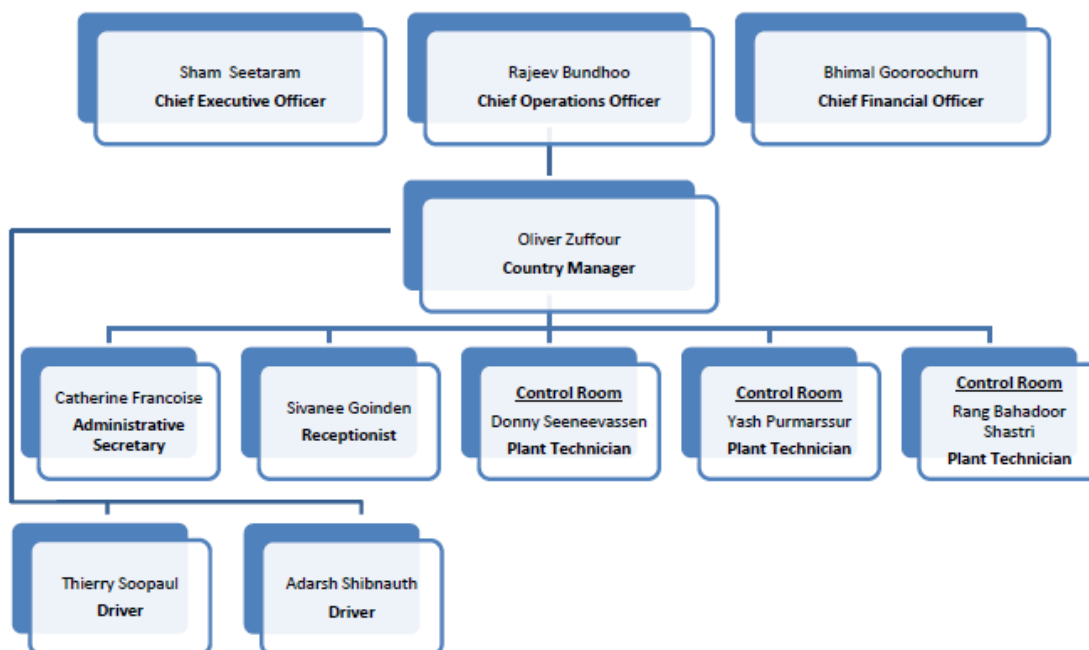 Sham Seetaram
Chief Executive Officer
Rajeev Bundhoo
Chief Operations Officer
Bhimal Gooroochurn
Chief Financial Officer
Oliver Zuffour
Country Manager
Catherine Francoise
Administrative
Secretary
Sivanee Goinden
Receptionist
Control Room
Donny Seeneevassen
Plant Technician
Control Room
Yash Purmarssur
Plant Technician
Control Room
Rang Bahadoor
Shastri
Plant Technician
Thierry Soopaul
Driver
Adarsh Shibnauth
Driver